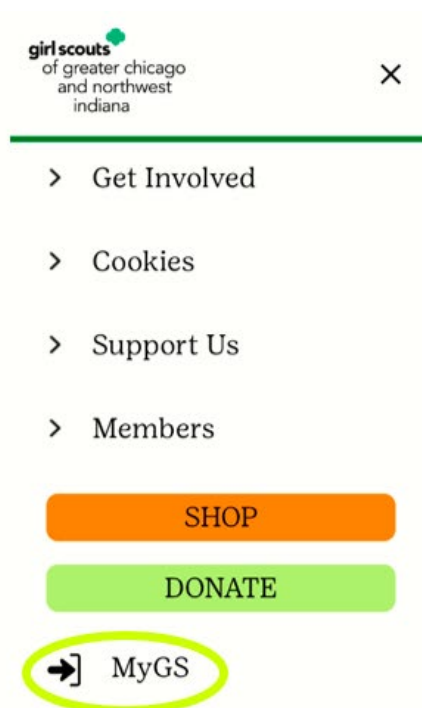 girl scouts
of greater chicago
and northwest
indiana
Get Involved
Cookies
Support Us
Members
SHOP
DONATE
MyGS